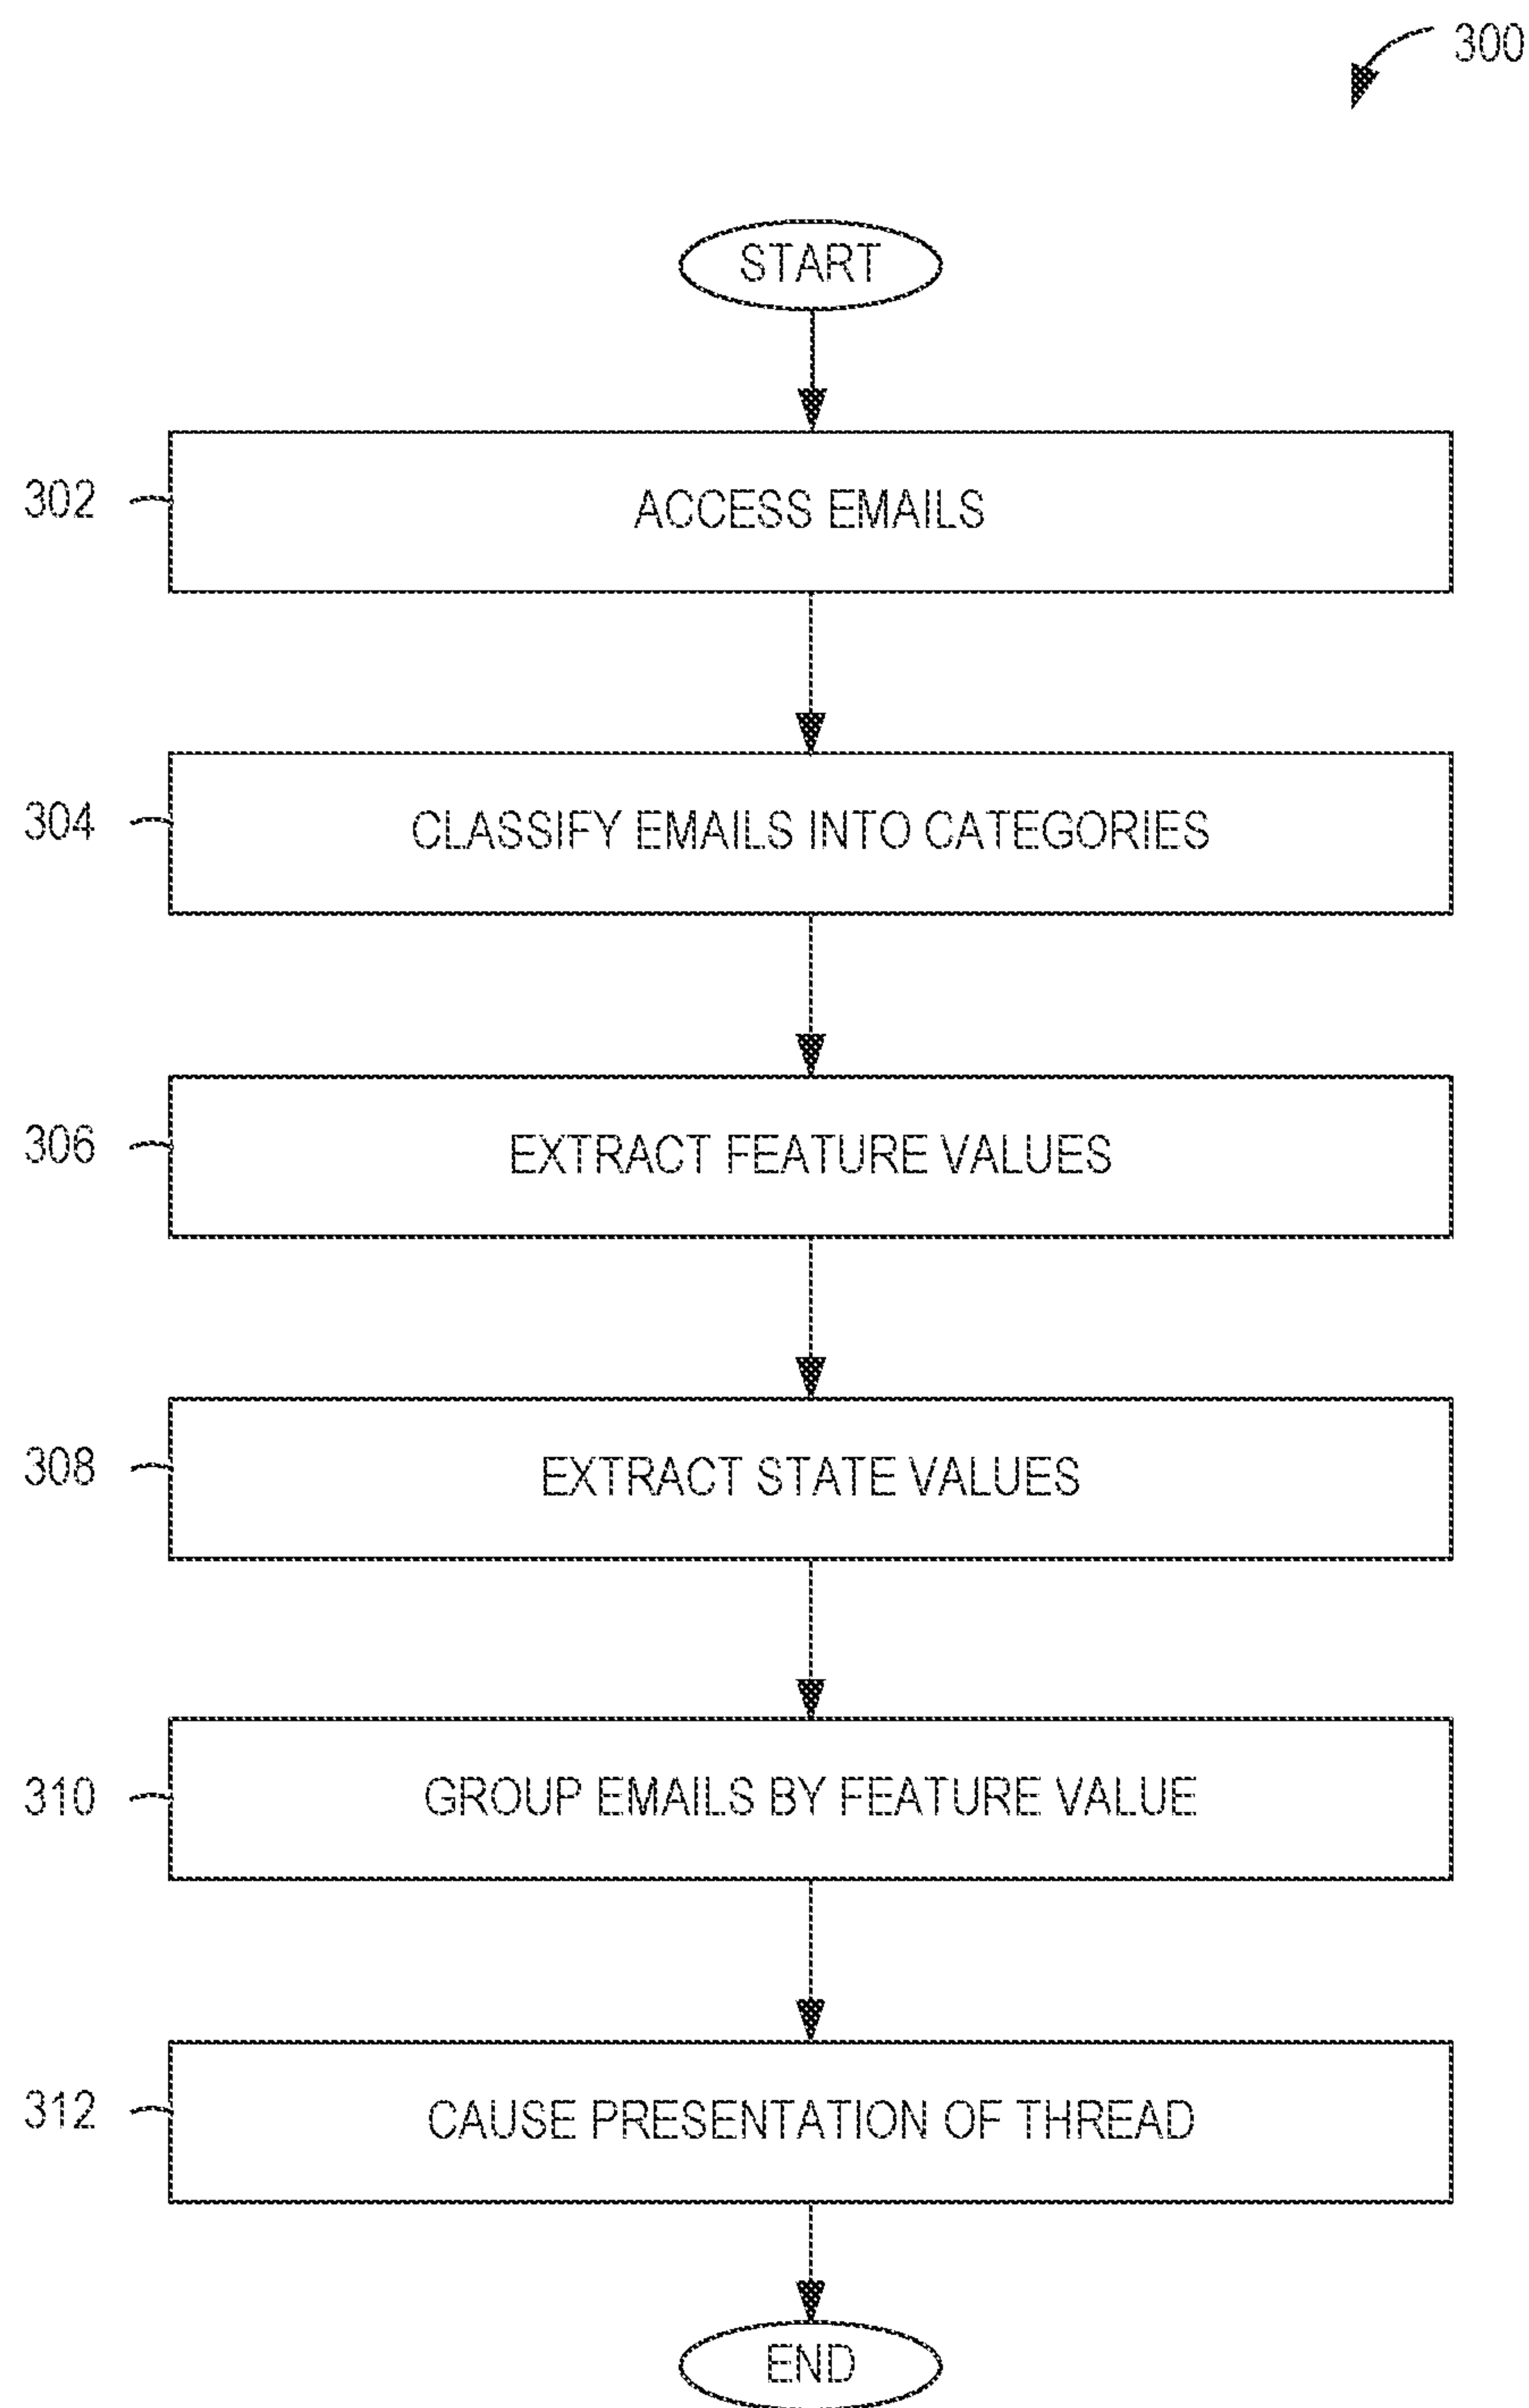 300
START
302 ACCESS EMAILS
304 CLASSIFY EMAILS INTO CATEGORIES
306 EXTRACT FEATURE VALUES
308 EXTRACT STATE VALUES
310 GROUP EMAILS BY FEATURE VALUE
312 CAUSE PRESENTATION OF THREAD
END